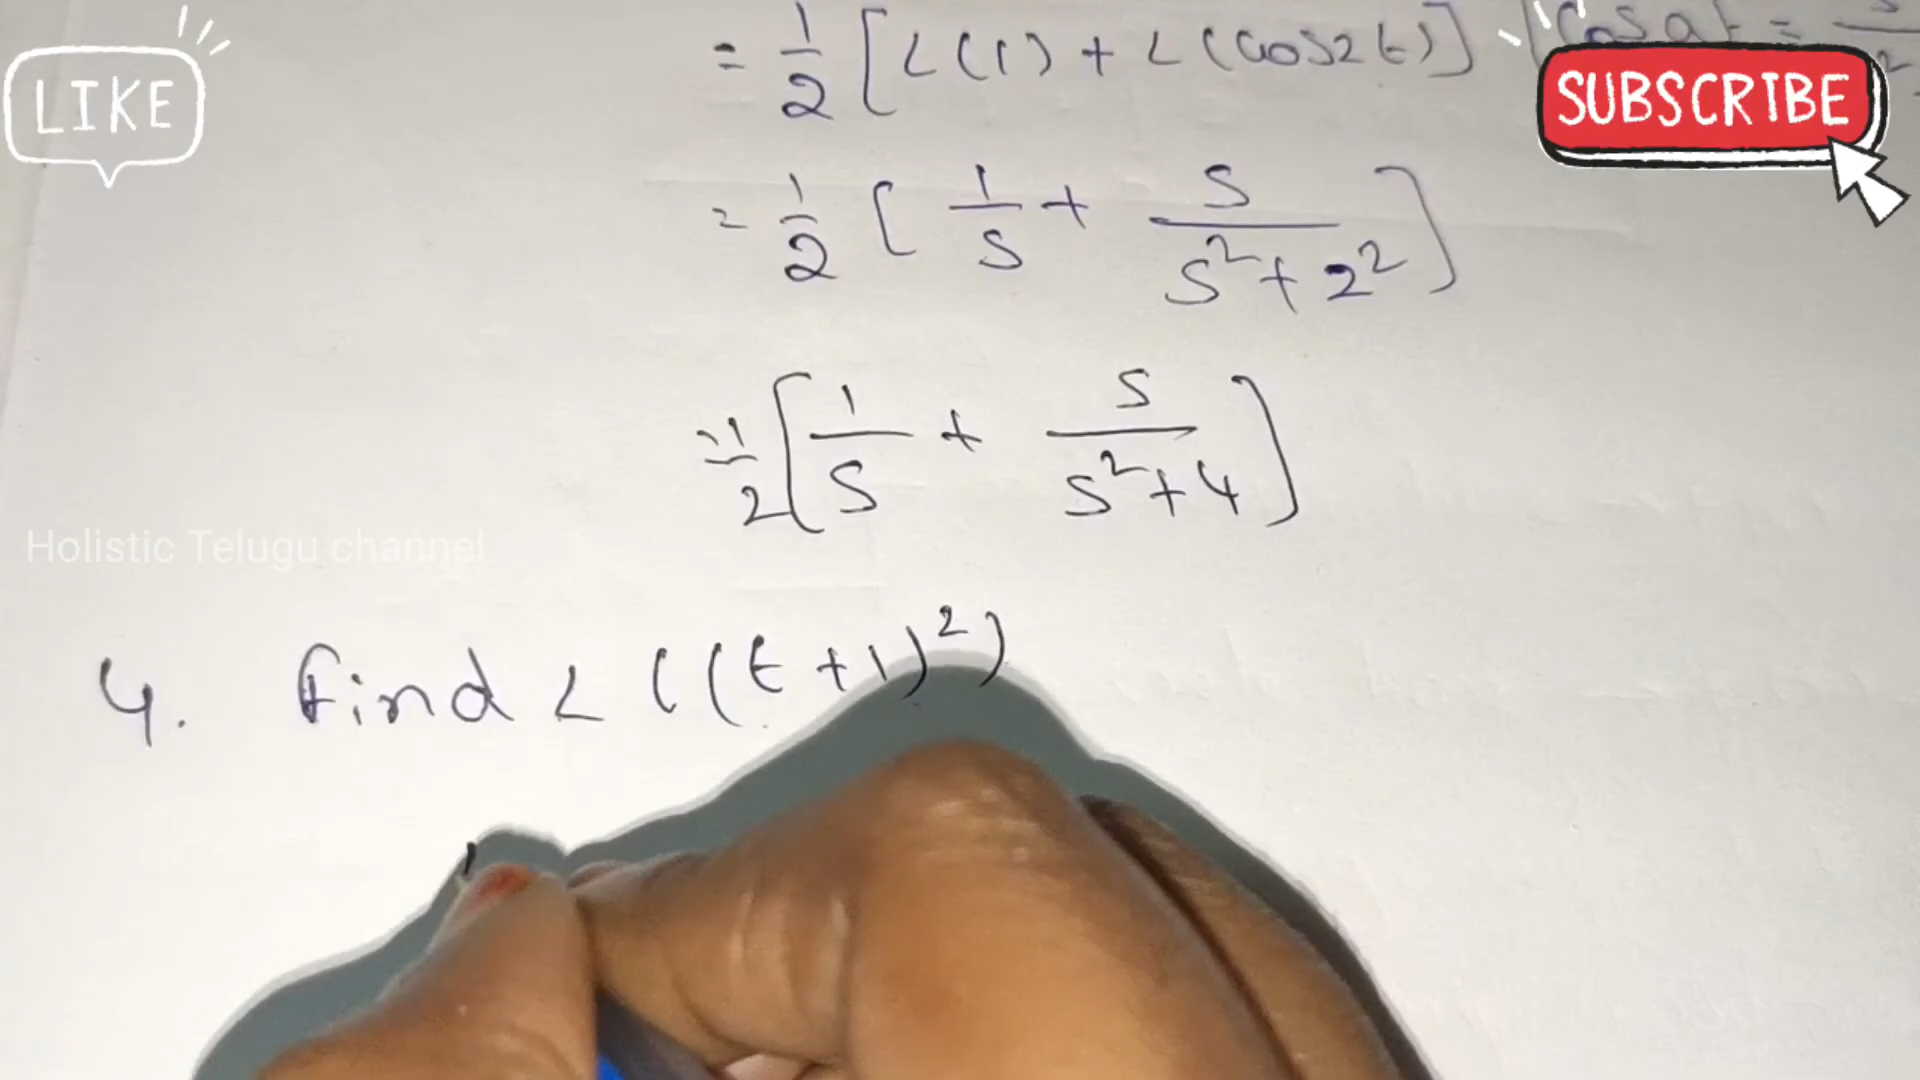 = 1/2 [L(1) + L(cos2t)] Cosat = s
LIKE
SUBSCRIBE
= 1/2 [1/s + s/(s²+2²)]
= 1/2 [1/s + s/(s²+4)]
Holistic Telugu channel
4. Find L((t+1)²)